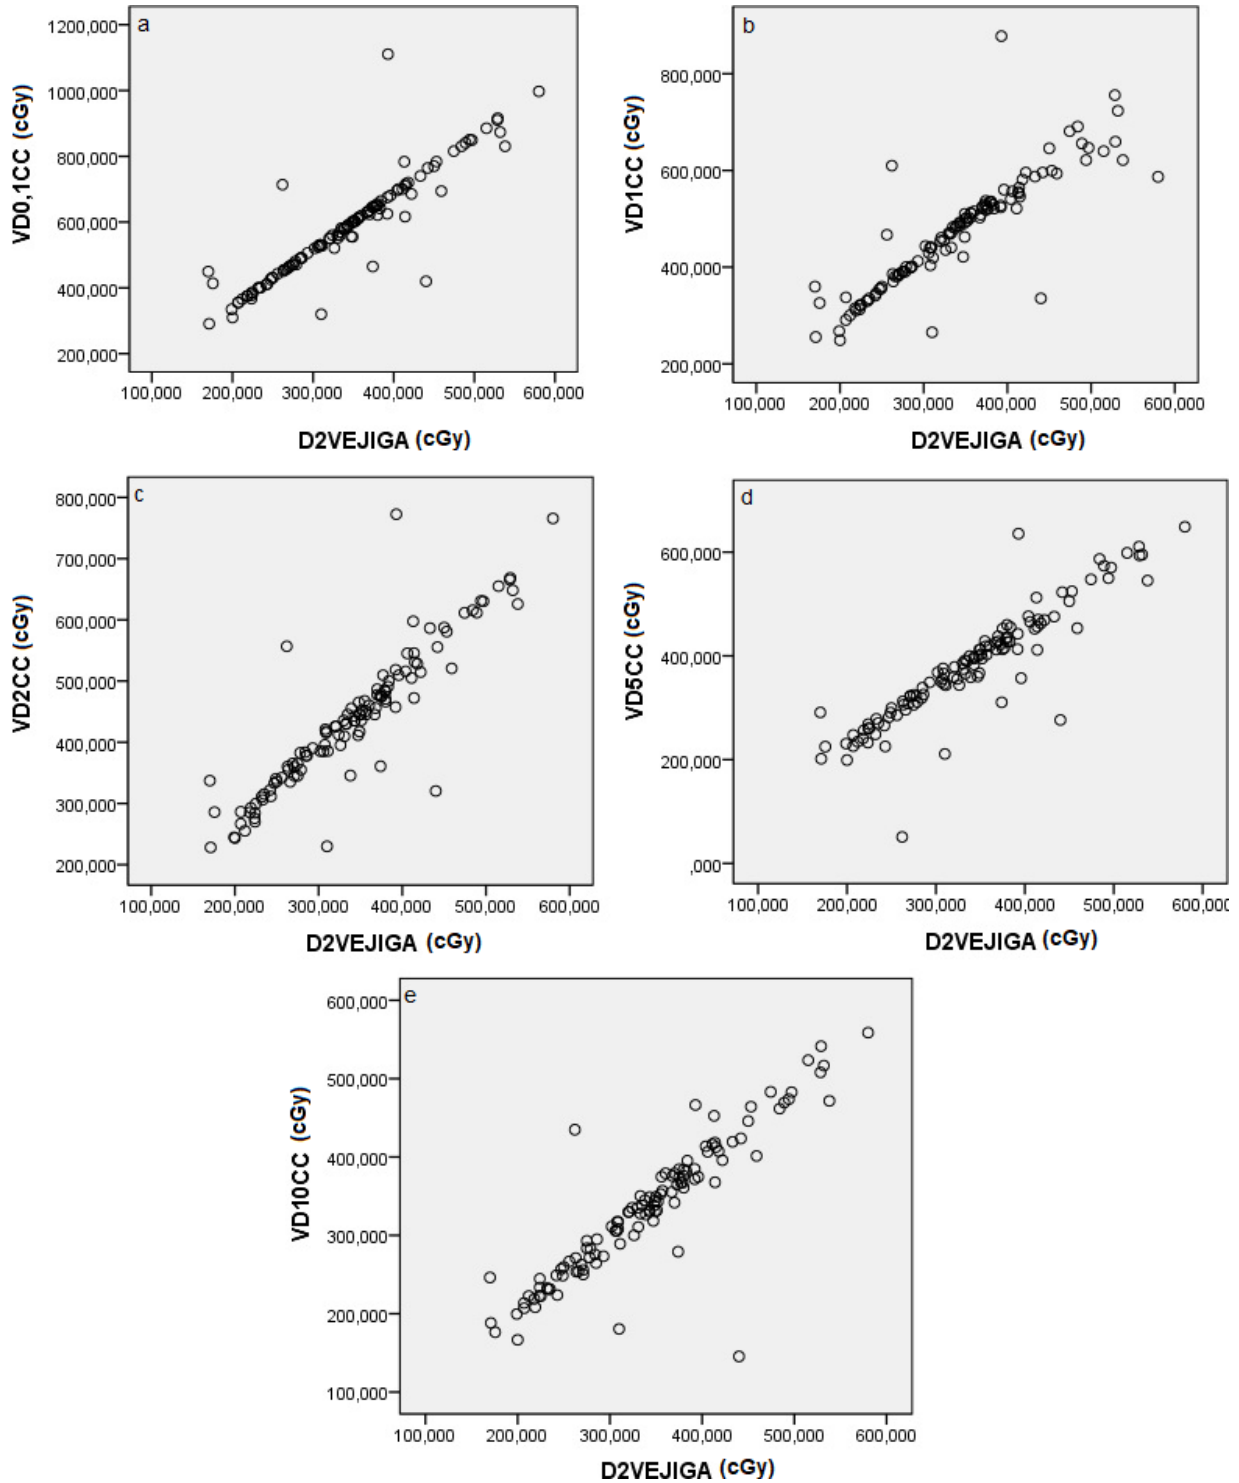 a
VD0,1CC (cGy)
1200,000
1000,000
800,000
600,000
400,000
200,000
100,000 200,000 300,000 400,000 500,000 600,000
D2VEJIGA (cGy)
b
VD1CC (cGy)
800,000
600,000
400,000
200,000
100,000 200,000 300,000 400,000 500,000 600,000
D2VEJIGA (cGy)
c
VD2CC (cGy)
800,000
700,000
600,000
500,000
400,000
300,000
200,000
100,000 200,000 300,000 400,000 500,000 600,000
D2VEJIGA (cGy)
d
VD5CC (cGy)
600,000
400,000
200,000
,000
100,000 200,000 300,000 400,000 500,000 600,000
D2VEJIGA (cGy)
e
VD10CC (cGy)
600,000
500,000
400,000
300,000
200,000
100,000
100,000 200,000 300,000 400,000 500,000 600,000
D2VEJIGA (cGy)